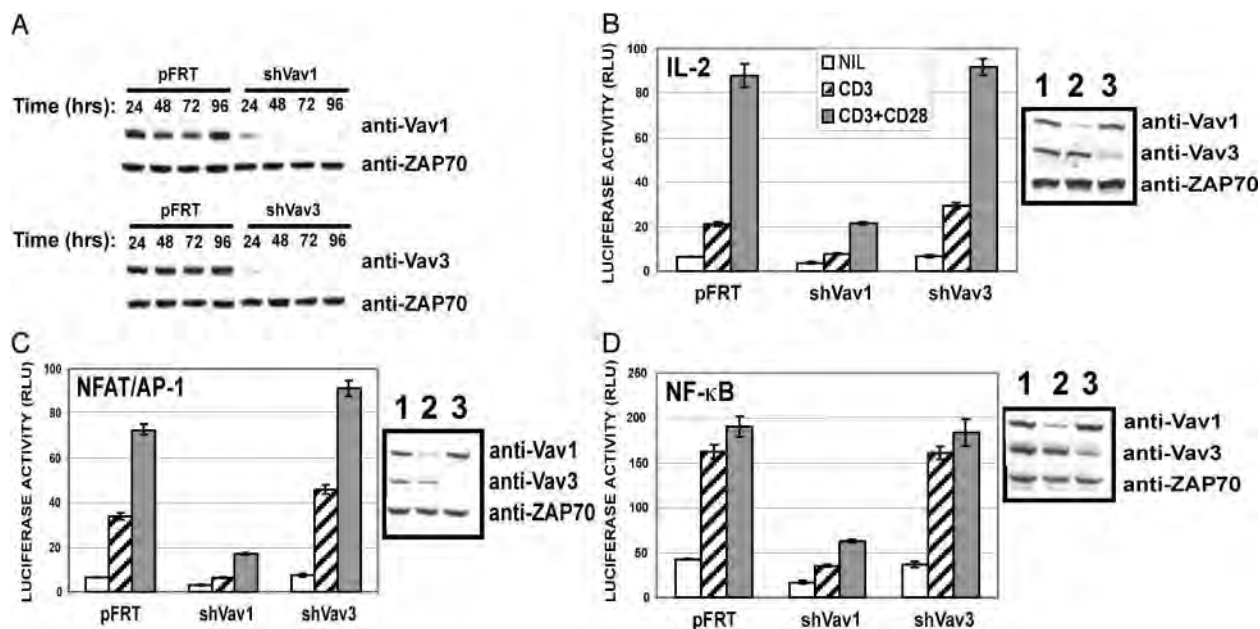 A
pFRT shVav1
Time (hrs): 24 48 72 96 24 48 72 96
anti-Vav1
anti-ZAP70
pFRT shVav3
Time (hrs): 24 48 72 96 24 48 72 96
anti-Vav3
anti-ZAP70
B
LUCIFERASE ACTIVITY (RLU)
100
80
60
40
20
0
IL-2
NIL
CD3
CD3+CD28
pFRT shVav1 shVav3
1 2 3
anti-Vav1
anti-Vav3
anti-ZAP70
C
LUCIFERASE ACTIVITY (RLU)
100
80
60
40
20
0
NFAT/AP-1
pFRT shVav1 shVav3
1 2 3
anti-Vav1
anti-Vav3
anti-ZAP70
D
LUCIFERASE ACTIVITY (RLU)
250
200
150
100
50
0
NF-κB
pFRT shVav1 shVav3
1 2 3
anti-Vav1
anti-Vav3
anti-ZAP70